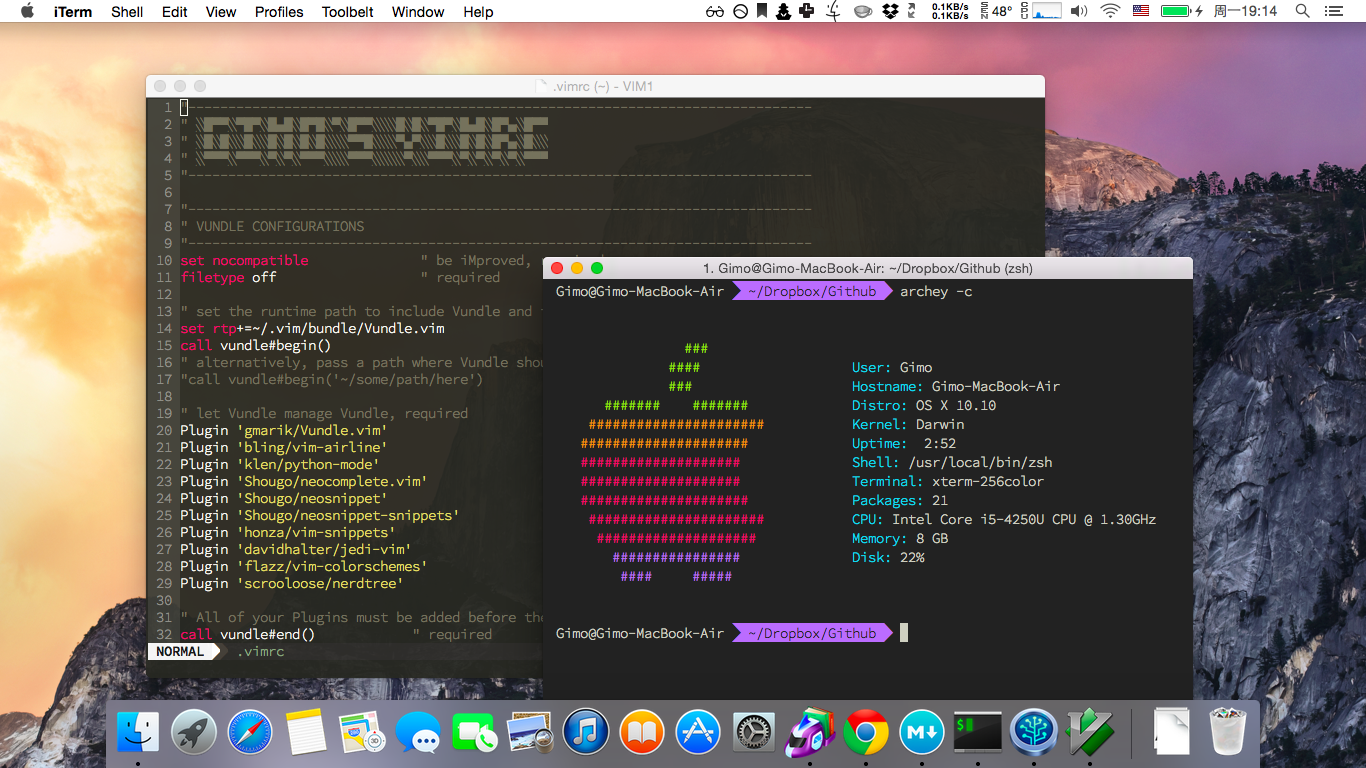 iTerm Shell Edit View Profiles Toolbelt Window Help 0.1KB/s 0.1KB/s SEN 48° CPU 周一19:14
.vimrc (~) - VIM1
1 "------------------------------------------------------------------------------
2 "
3 " GIMO'S VIMRC
4 "
5 "------------------------------------------------------------------------------
6
7 "------------------------------------------------------------------------------
8 " VUNDLE CONFIGURATIONS
9 "------------------------------------------------------------------------------
10 set nocompatible " be iMproved,
11 filetype off " required
12
13 " set the runtime path to include Vundle and
14 set rtp+=~/.vim/bundle/Vundle.vim
15 call vundle#begin()
16 " alternatively, pass a path where Vundle shou
17 "call vundle#begin('~/some/path/here')
18
19 " let Vundle manage Vundle, required
20 Plugin 'gmarik/Vundle.vim'
21 Plugin 'bling/vim-airline'
22 Plugin 'klen/python-mode'
23 Plugin 'Shougo/neocomplete.vim'
24 Plugin 'Shougo/neosnippet'
25 Plugin 'Shougo/neosnippet-snippets'
26 Plugin 'honza/vim-snippets'
27 Plugin 'davidhalter/jedi-vim'
28 Plugin 'flazz/vim-colorschemes'
29 Plugin 'scrooloose/nerdtree'
30
31 " All of your Plugins must be added before the
32 call vundle#end() " required
NORMAL .vimrc
1. Gimo@Gimo-MacBook-Air: ~/Dropbox/Github (zsh)
Gimo@Gimo-MacBook-Air ~/Dropbox/Github archey -c
###
####
###
####### #######
######################
#####################
####################
####################
#####################
######################
####################
################
#### #####
User: Gimo
Hostname: Gimo-MacBook-Air
Distro: OS X 10.10
Kernel: Darwin
Uptime: 2:52
Shell: /usr/local/bin/zsh
Terminal: xterm-256color
Packages: 21
CPU: Intel Core i5-4250U CPU @ 1.30GHz
Memory: 8 GB
Disk: 22%
Gimo@Gimo-MacBook-Air ~/Dropbox/Github